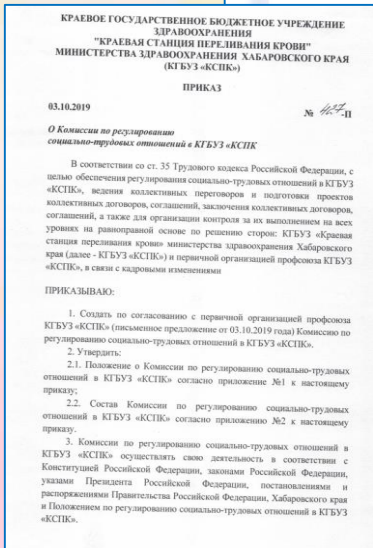 КРАЕВОЕ ГОСУДАРСТВЕННОЕ БЮДЖЕТНОЕ УЧРЕЖДЕНИЕ
ЗДРАВООХРАНЕНИЯ
"КРАЕВАЯ СТАНЦИЯ ПЕРЕЛИВАНИЯ КРОВИ"
МИНИСТЕРСТВА ЗДРАВООХРАНЕНИЯ ХАБАРОВСКОГО КРАЯ
(КГБУЗ «КСПК»)
ПРИКАЗ
03.10.2019
№ 427-П
О Комиссии по регулированию
социально-трудовых отношений в КГБУЗ «КСПК
В соответствии со ст. 35 Трудового кодекса Российской Федерации, с
целью обеспечения регулирования социально-трудовых отношений в КГБУЗ
«КСПК», ведения коллективных переговоров и подготовки проектов
коллективных договоров, соглашений, заключения коллективных договоров,
соглашений, а также для организации контроля за их выполнением на всех
уровнях на равноправной основе по решению сторон: КГБУЗ «Краевая
станция переливания крови» министерства здравоохранения Хабаровского
края (далее - КГБУЗ «КСПК») и первичной организацией профсоюза КГБУЗ
«КСПК», в связи с кадровыми изменениями
ПРИКАЗЫВАЮ:
1. Создать по согласованию с первичной организацией профсоюза
КГБУЗ «КСПК» (письменное предложение от 03.10.2019 года) Комиссию по
регулированию социально-трудовых отношений в КГБУЗ «КСПК».
2. Утвердить:
2.1. Положение о Комиссии по регулированию социально-трудовых
отношений в КГБУЗ «КСПК» согласно приложение №1 к настоящему
приказу;
2.2. Состав Комиссии по регулированию социально-трудовых
отношений в КГБУЗ «КСПК» согласно приложению №2 к настоящему
приказу.
3. Комиссии по регулированию социально-трудовых отношений в
КГБУЗ «КСПК» осуществлять свою деятельность в соответствии с
Конституцией Российской Федерации, законами Российской Федерации,
указами Президента Российской Федерации, постановлениями и
распоряжениями Правительства Российской Федерации, Хабаровского края
и Положением по регулированию социально-трудовых отношений в КГБУЗ
«КСПК».